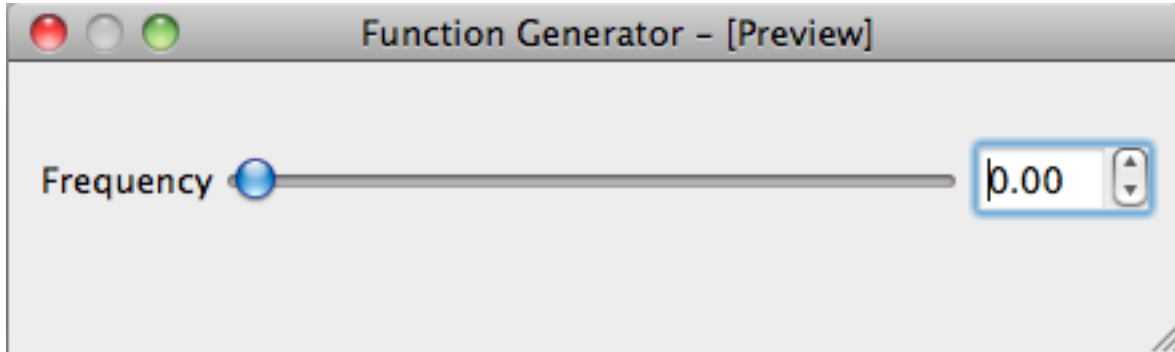 Function Generator – [Preview]
Frequency 0.00